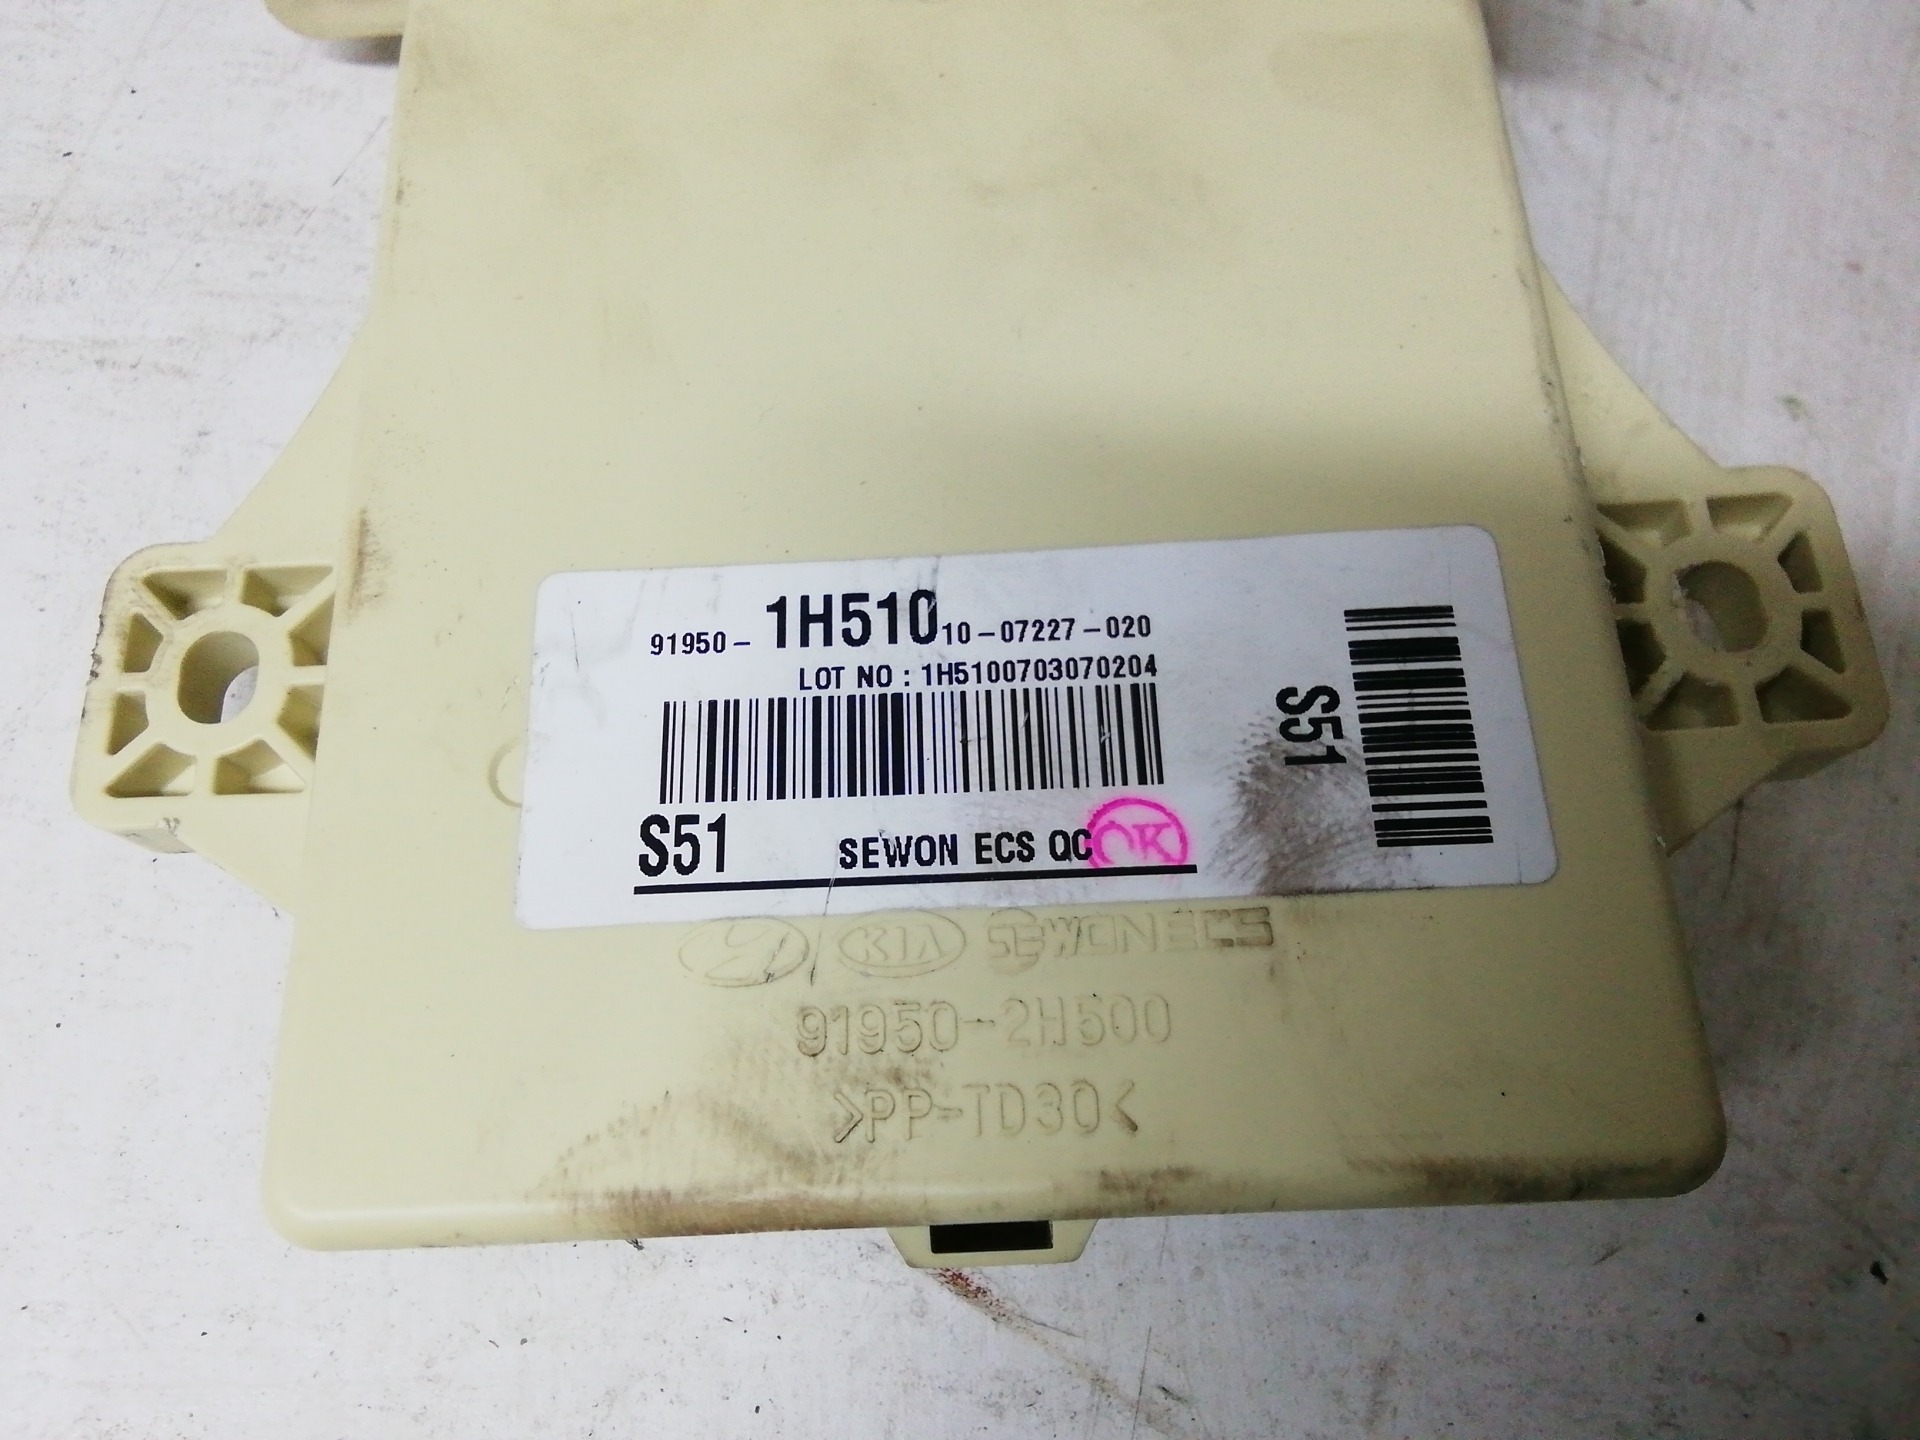 91950- 1H510 10-07227-020
LOT NO : 1H5100703070204
S51
S51 SEWON ECS QC OK
KIA SEWONECS
91950-2H500
>PP-TD30<